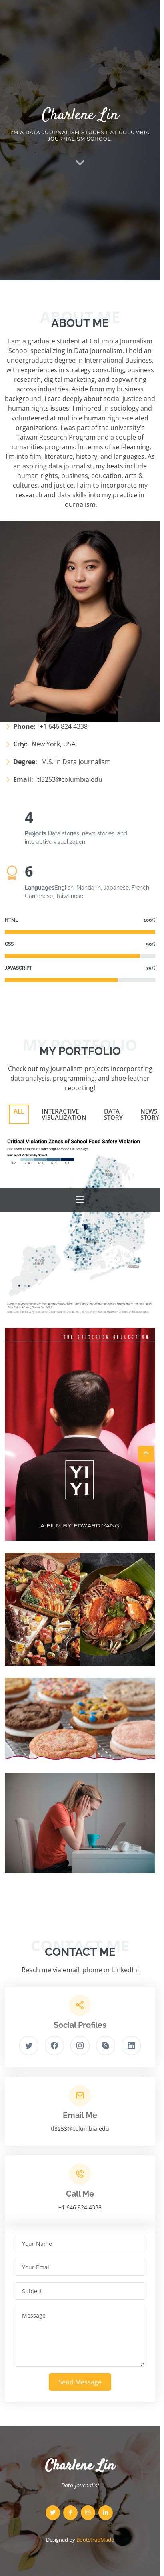 Charlene Lin
I'M A DATA JOURNALISM STUDENT AT COLUMBIA
JOURNALISM SCHOOL.
ABOUT ME
ABOUT ME
I am a graduate student at Columbia Journalism
School specializing in Data Journalism. I hold an
undergraduate degree in International Business,
with experiences in strategy consulting, business
research, digital marketing, and copywriting
across industries. Aside from my business
background, I care deeply about social justice and
human rights issues. I minored in sociology and
involved in multiple human rights-related
organizations. I was part of the university's
Taiwan Research Program and a couple of
humanities programs. In terms of self-learning,
I'm into film, literature, history, and languages. As
an aspiring data journalist, my beats include
human rights, business, education, arts &
cultures, and justice. I aim to incorporate my
research and data skills into in my print of
journalism.
Phone: +1 646 824 4338
City: New York, USA
Degree: M.S. in Data Journalism
Email: tl3253@columbia.edu
4
Projects Data stories, news stories, and
interactive visualization.
6
Languages English, Mandarin, Japanese, French,
Cantonese, Taiwanese
HTML 100%
CSS 90%
JAVASCRIPT 75%
MY PORTFOLIO
MY PORTFOLIO
Check out my journalism projects incorporating
data analysis, programming, and shoe-leather
reporting!
ALL INTERACTIVE VISUALIZATION DATA STORY NEWS STORY
Critical Violation Zones of School Food Safety Violation
THE CRITERION COLLECTION
YI
YI
A FILM BY EDWARD YANG
CONTACT ME
CONTACT ME
Reach me via email, phone or LinkedIn!
Social Profiles
Email Me
tl3253@columbia.edu
Call Me
+1 646 824 4338
Your Name
Your Email
Subject
Message
Send Message
Charlene Lin
Data Journalist
Designed by BootstrapMade